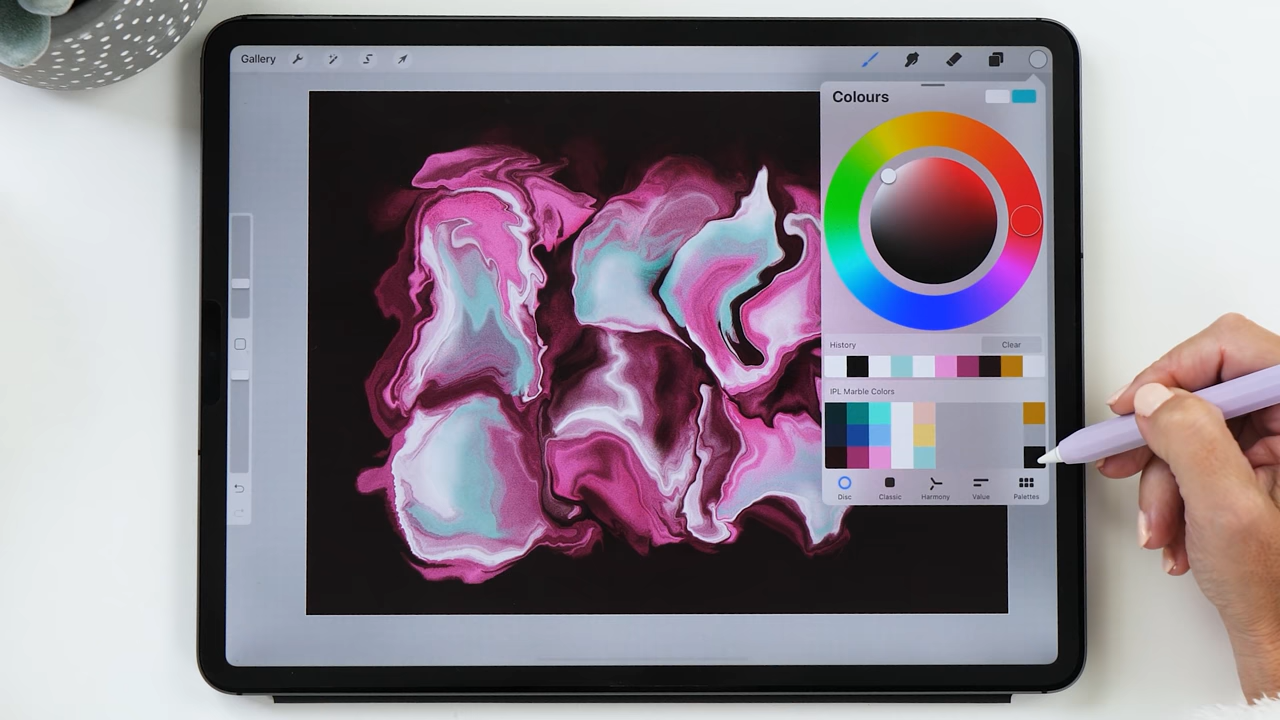 Gallery
Colours
History
Clear
IPL Marble Colors
Disc
Classic
Harmony
Value
Palettes